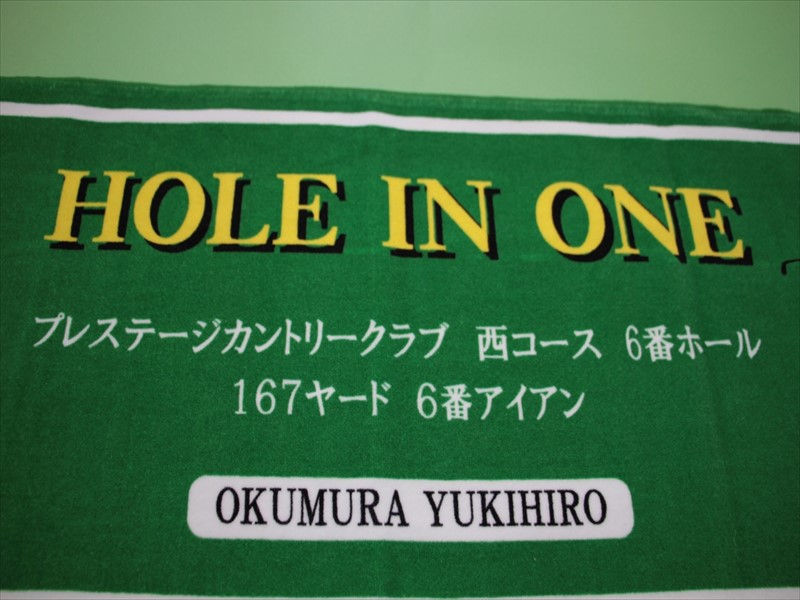 HOLE IN ONE
プレステージカントリークラブ 西コース 6番ホール
167ヤード 6番アイアン
OKUMURA YUKIHIRO